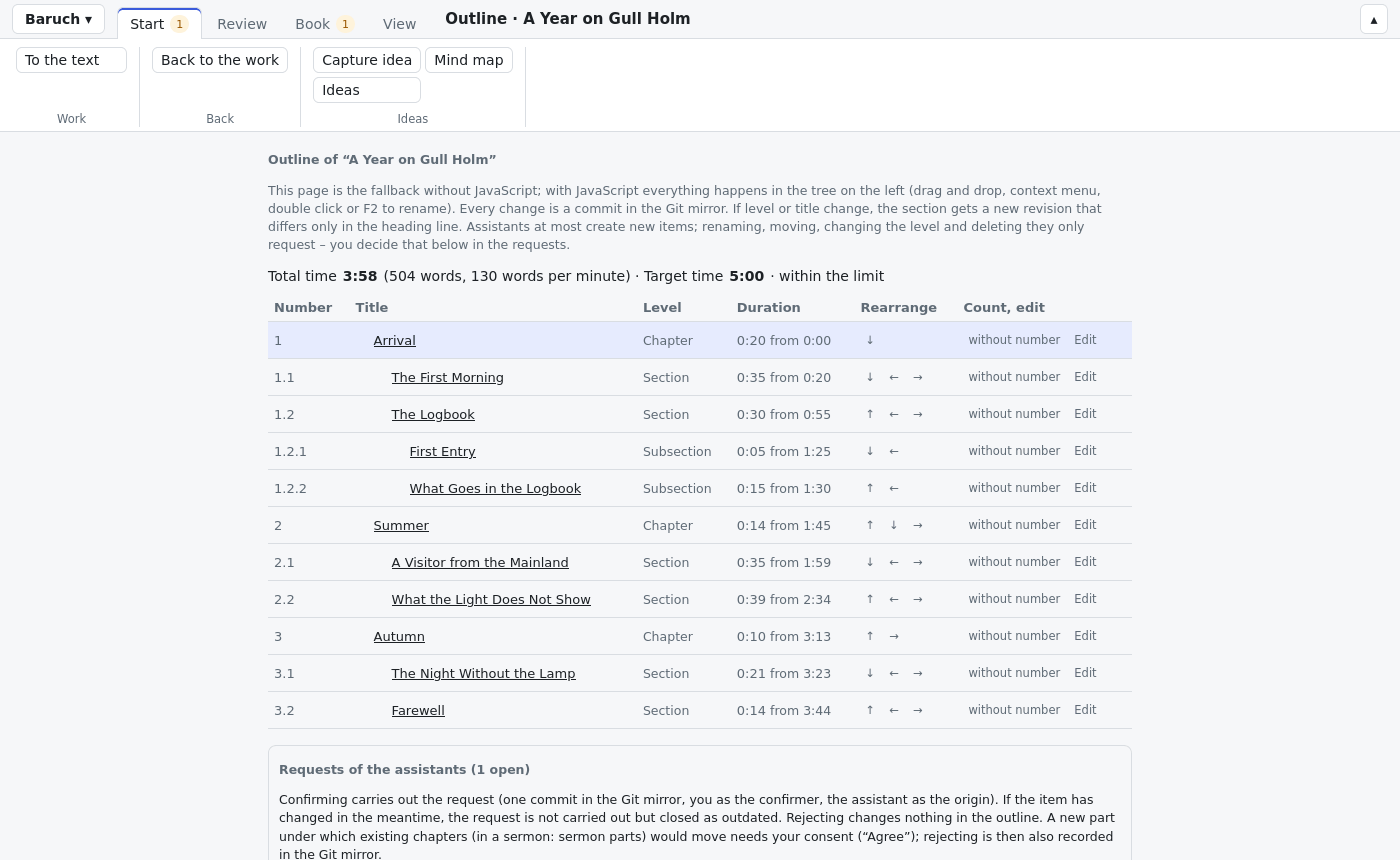 Baruch ▾ Start 1 Review Book 1 View Outline · A Year on Gull Holm ▴
To the text Back to the work Capture idea Mind map
Ideas
Work Back Ideas
Outline of “A Year on Gull Holm”
This page is the fallback without JavaScript; with JavaScript everything happens in the tree on the left (drag and drop, context menu,
double click or F2 to rename). Every change is a commit in the Git mirror. If level or title change, the section gets a new revision that
differs only in the heading line. Assistants at most create new items; renaming, moving, changing the level and deleting they only
request – you decide that below in the requests.
Total time 3:58 (504 words, 130 words per minute) · Target time 5:00 · within the limit
Number Title Level Duration Rearrange Count, edit
1 Arrival Chapter 0:20 from 0:00 ↓ without number Edit
1.1 The First Morning Section 0:35 from 0:20 ↓ ← → without number Edit
1.2 The Logbook Section 0:30 from 0:55 ↑ ← → without number Edit
1.2.1 First Entry Subsection 0:05 from 1:25 ↓ ← without number Edit
1.2.2 What Goes in the Logbook Subsection 0:15 from 1:30 ↑ ← without number Edit
2 Summer Chapter 0:14 from 1:45 ↑ ↓ → without number Edit
2.1 A Visitor from the Mainland Section 0:35 from 1:59 ↓ ← → without number Edit
2.2 What the Light Does Not Show Section 0:39 from 2:34 ↑ ← → without number Edit
3 Autumn Chapter 0:10 from 3:13 ↑ → without number Edit
3.1 The Night Without the Lamp Section 0:21 from 3:23 ↓ ← → without number Edit
3.2 Farewell Section 0:14 from 3:44 ↑ ← → without number Edit
Requests of the assistants (1 open)
Confirming carries out the request (one commit in the Git mirror, you as the confirmer, the assistant as the origin). If the item has
changed in the meantime, the request is not carried out but closed as outdated. Rejecting changes nothing in the outline. A new part
under which existing chapters (in a sermon: sermon parts) would move needs your consent (“Agree”); rejecting is then also recorded
in the Git mirror.